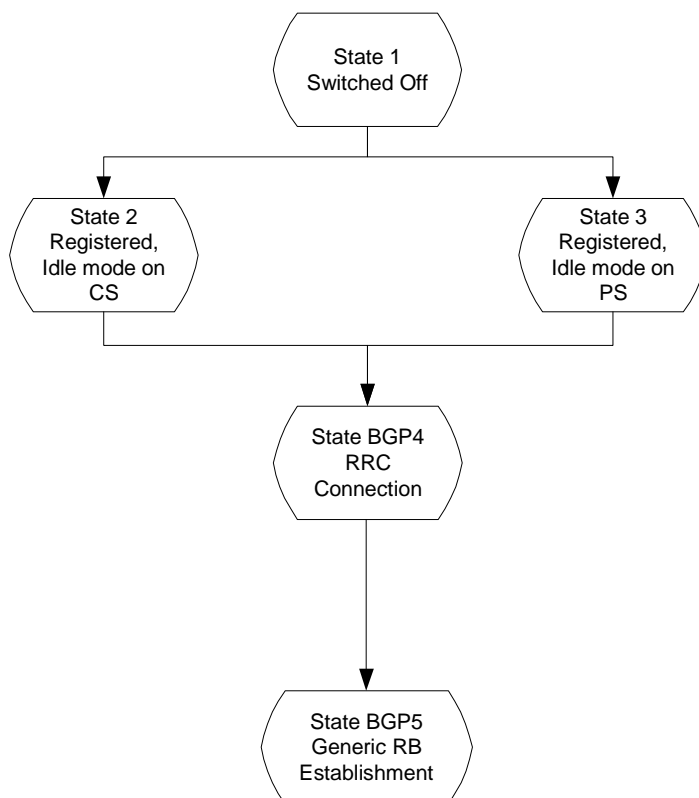 State 1
Switched Off
State 2
Registered,
Idle mode on
CS
State 3
Registered,
Idle mode on
PS
State BGP4
RRC
Connection
State BGP5
Generic RB
Establishment